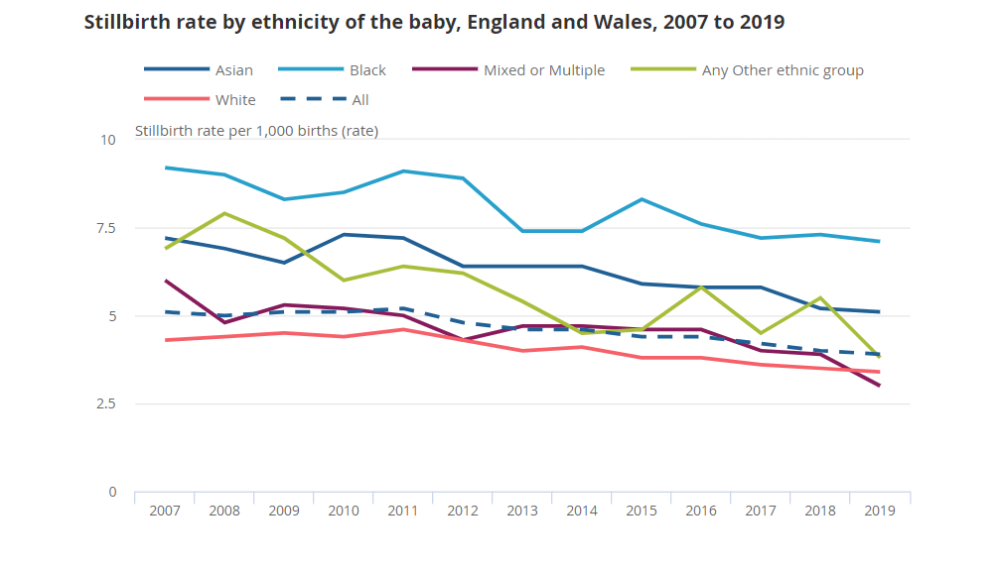 Stillbirth rate by ethnicity of the baby, England and Wales, 2007 to 2019
Asian Black Mixed or Multiple Any Other ethnic group
White All
Stillbirth rate per 1,000 births (rate)
10
7.5
5
2.5
0
2007 2008 2009 2010 2011 2012 2013 2014 2015 2016 2017 2018 2019